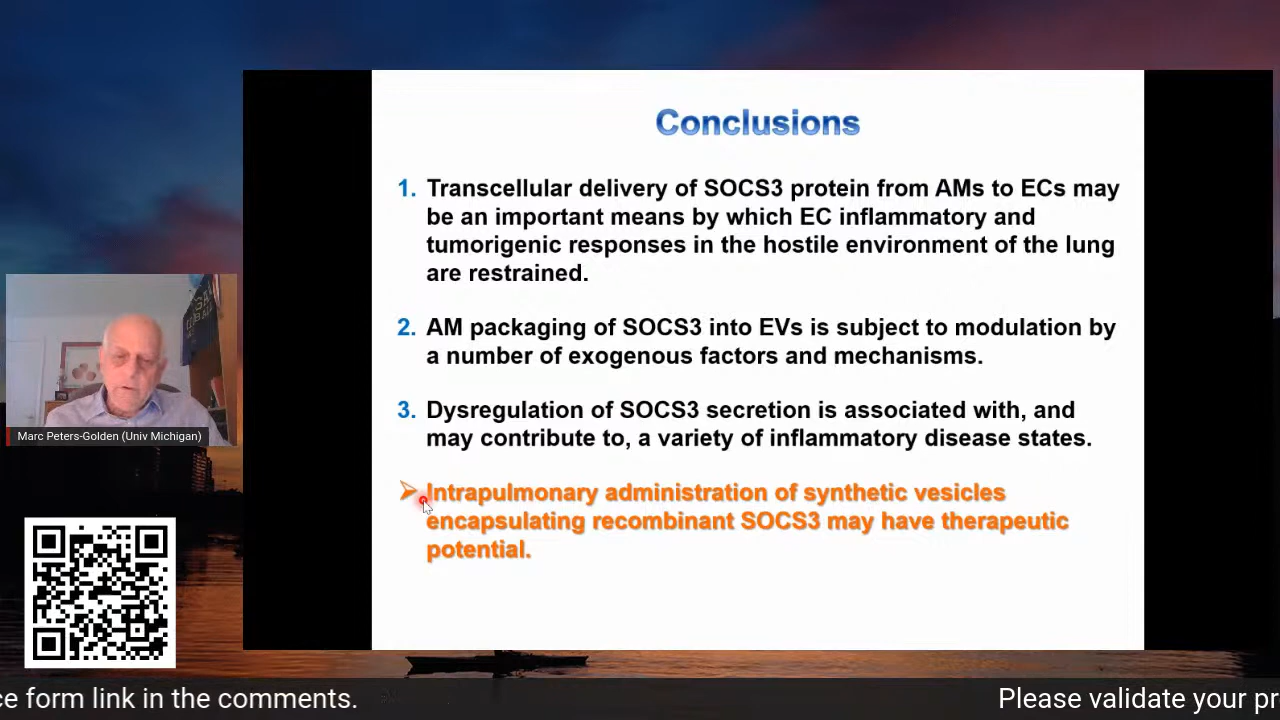 Conclusions
1. Transcellular delivery of SOCS3 protein from AMs to ECs may
be an important means by which EC inflammatory and
tumorigenic responses in the hostile environment of the lung
are restrained.
2. AM packaging of SOCS3 into EVs is subject to modulation by
a number of exogenous factors and mechanisms.
3. Dysregulation of SOCS3 secretion is associated with, and
may contribute to, a variety of inflammatory disease states.
Intrapulmonary administration of synthetic vesicles
encapsulating recombinant SOCS3 may have therapeutic
potential.
Marc Peters-Golden (Univ Michigan)
ce form link in the comments. Please validate your pr